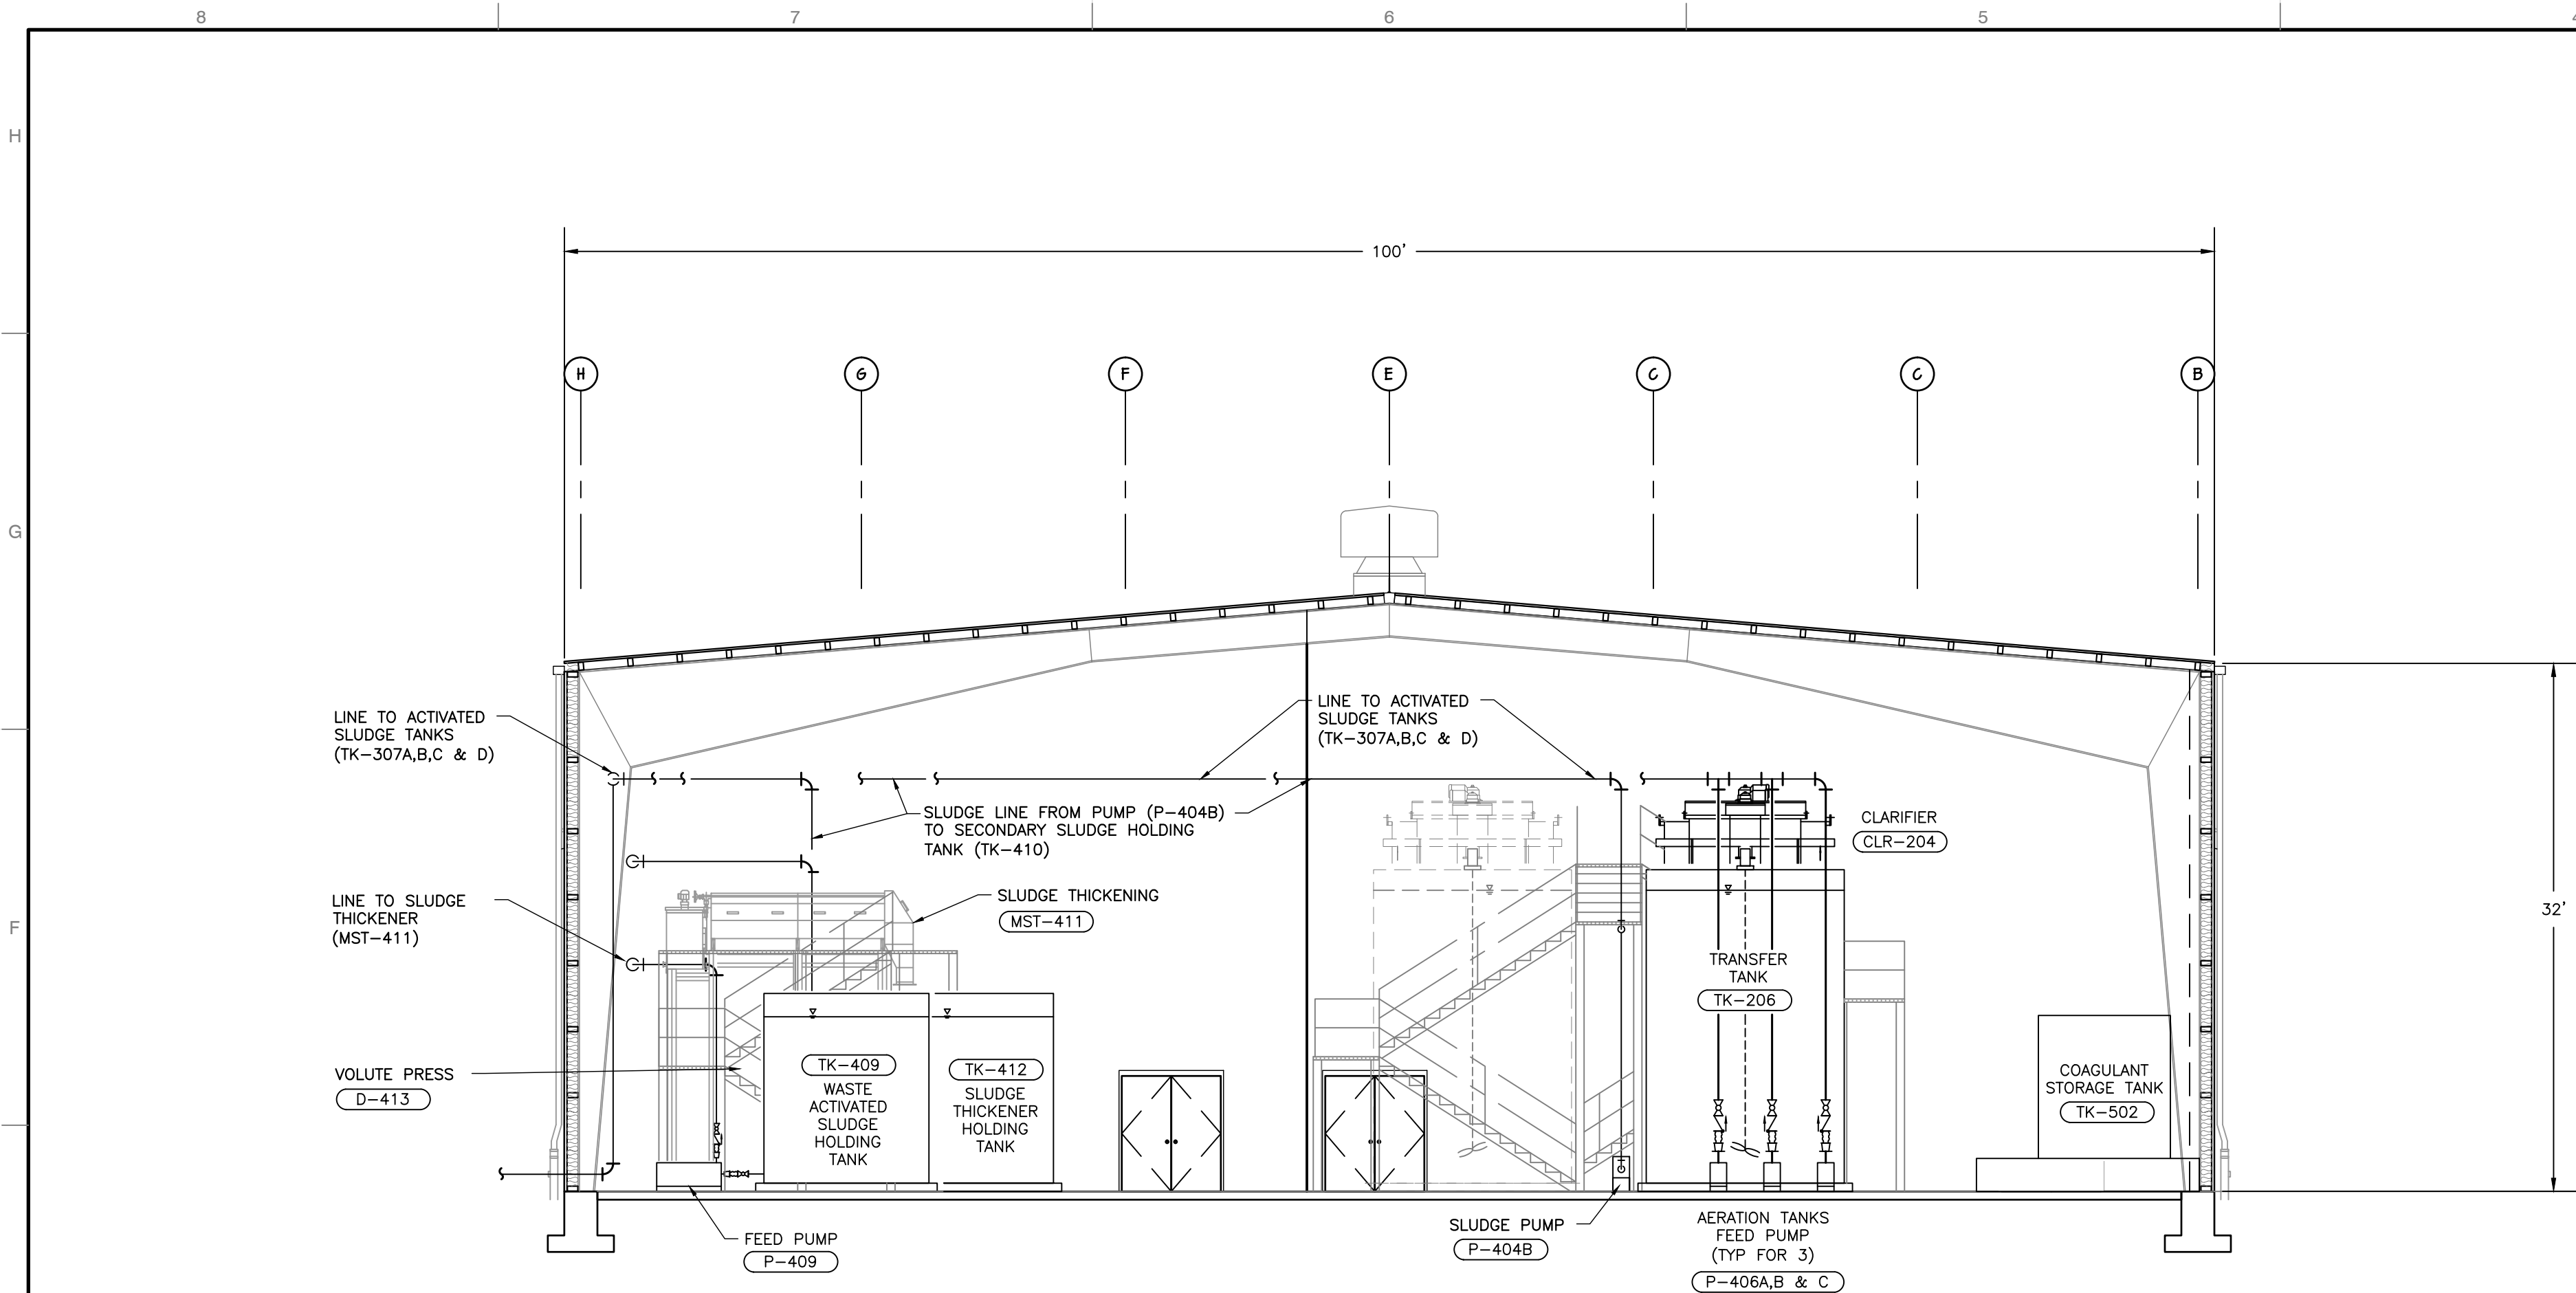 8
7
6
5
4
H
G
F
100'
H
G
F
E
C
C
B
LINE TO ACTIVATED
SLUDGE TANKS
(TK-307A,B,C & D)
LINE TO ACTIVATED
SLUDGE TANKS
(TK-307A,B,C & D)
SLUDGE LINE FROM PUMP (P-404B)
TO SECONDARY SLUDGE HOLDING
TANK (TK-410)
CLARIFIER
CLR-204
LINE TO SLUDGE
THICKENER
(MST-411)
SLUDGE THICKENING
MST-411
32'
TRANSFER
TANK
TK-206
VOLUTE PRESS
D-413
TK-409
WASTE
ACTIVATED
SLUDGE
HOLDING
TANK
TK-412
SLUDGE
THICKENER
HOLDING
TANK
COAGULANT
STORAGE TANK
TK-502
FEED PUMP
P-409
SLUDGE PUMP
P-404B
AERATION TANKS
FEED PUMP
(TYP FOR 3)
P-406A,B & C